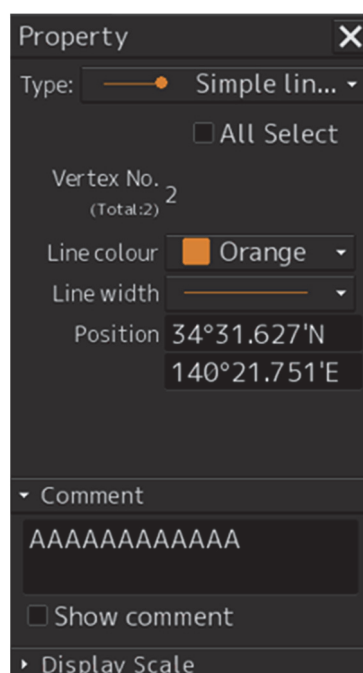 Property
Type: Simple lin...
All Select
Vertex No. 2
(Total:2)
Line colour Orange
Line width
Position 34°31.627'N
140°21.751'E
Comment
AAAAAAAAAAAA
Show comment
Display Scale